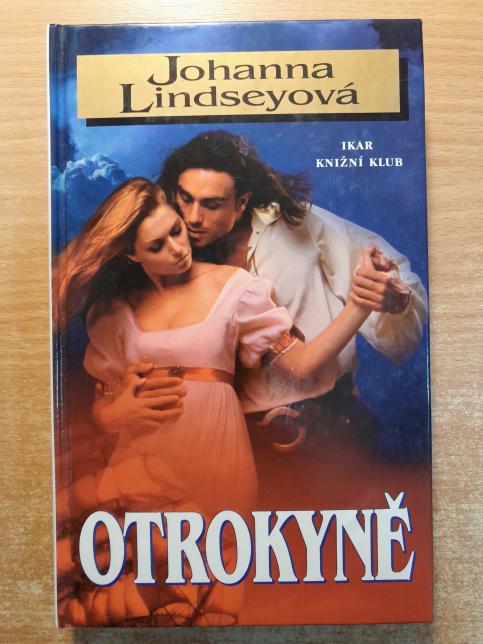 Johanna
Lindseyová
IKAR
KNIŽNÍ KLUB
OTROKYNĚ